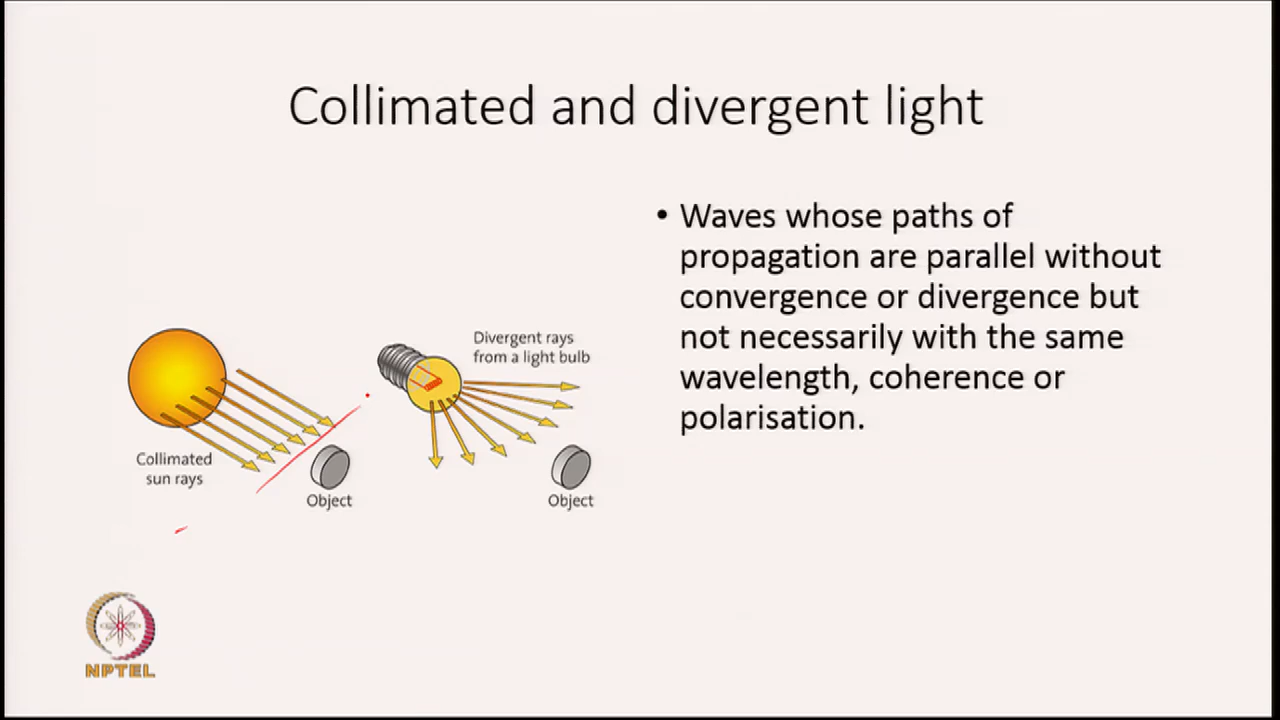 Collimated and divergent light
• Waves whose paths of
propagation are parallel without
convergence or divergence but
not necessarily with the same
wavelength, coherence or
polarisation.
Divergent rays
from a light bulb
Collimated
sun rays
Object
Object
NPTEL